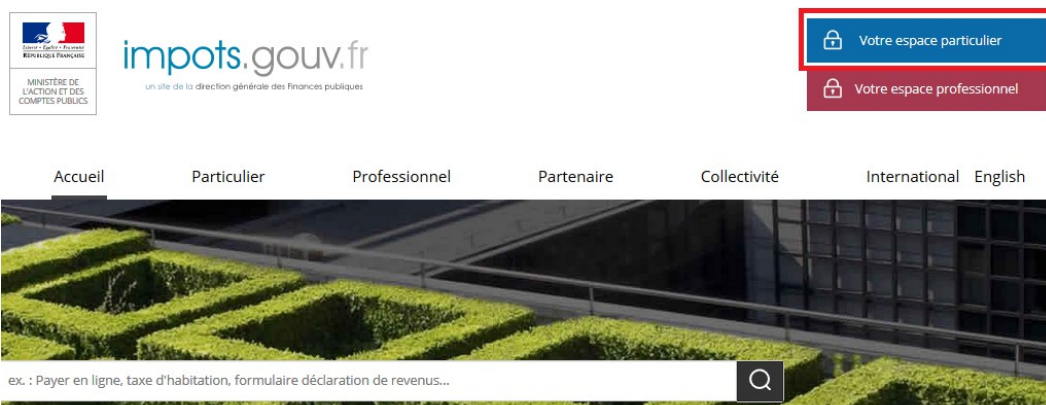 Liberté • Égalité • Fraternité
RÉPUBLIQUE FRANÇAISE
MINISTÈRE DE
L'ACTION ET DES
COMPTES PUBLICS
impots.gouv.fr
un site de la direction générale des Finances publiques
Votre espace particulier
Votre espace professionnel
Accueil Particulier Professionnel Partenaire Collectivité International English
ex. : Payer en ligne, taxe d'habitation, formulaire déclaration de revenus...